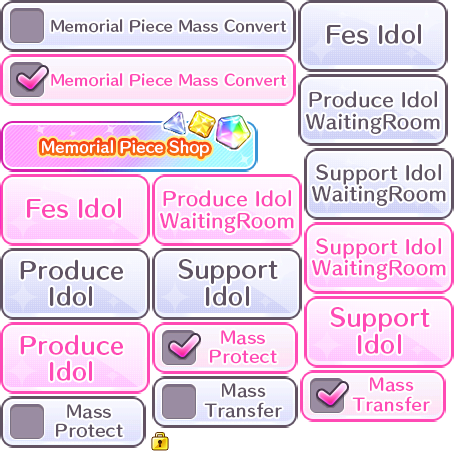 Memorial Piece Mass Convert
Fes Idol
Memorial Piece Mass Convert
Produce Idol
WaitingRoom
Memorial Piece Shop
Support Idol
WaitingRoom
Fes Idol
Produce Idol
WaitingRoom
Support Idol
WaitingRoom
Produce
Idol
Support
Idol
Support
Idol
Produce
Idol
Mass
Protect
Mass
Transfer
Mass
Protect
Mass
Transfer